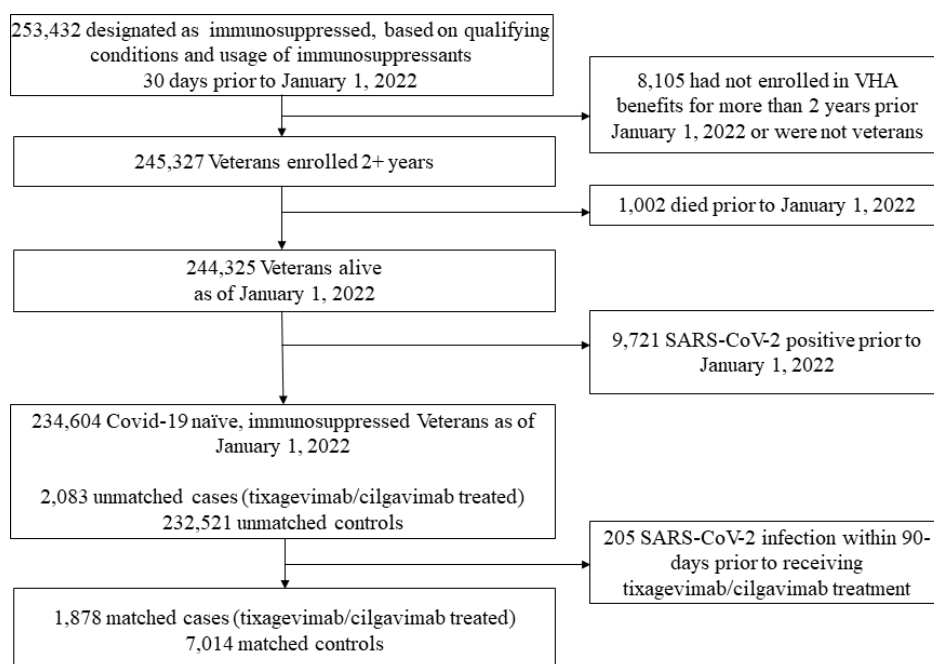 253,432 designated as immunosuppressed, based on qualifying
conditions and usage of immunosuppressants
30 days prior to January 1, 2022
8,105 had not enrolled in VHA
benefits for more than 2 years prior
January 1, 2022 or were not veterans
245,327 Veterans enrolled 2+ years
1,002 died prior to January 1, 2022
244,325 Veterans alive
as of January 1, 2022
9,721 SARS-CoV-2 positive prior to
January 1, 2022
234,604 Covid-19 naïve, immunosuppressed Veterans as of
January 1, 2022
2,083 unmatched cases (tixagevimab/cilgavimab treated)
232,521 unmatched controls
205 SARS-CoV-2 infection within 90-
days prior to receiving
tixagevimab/cilgavimab treatment
1,878 matched cases (tixagevimab/cilgavimab treated)
7,014 matched controls